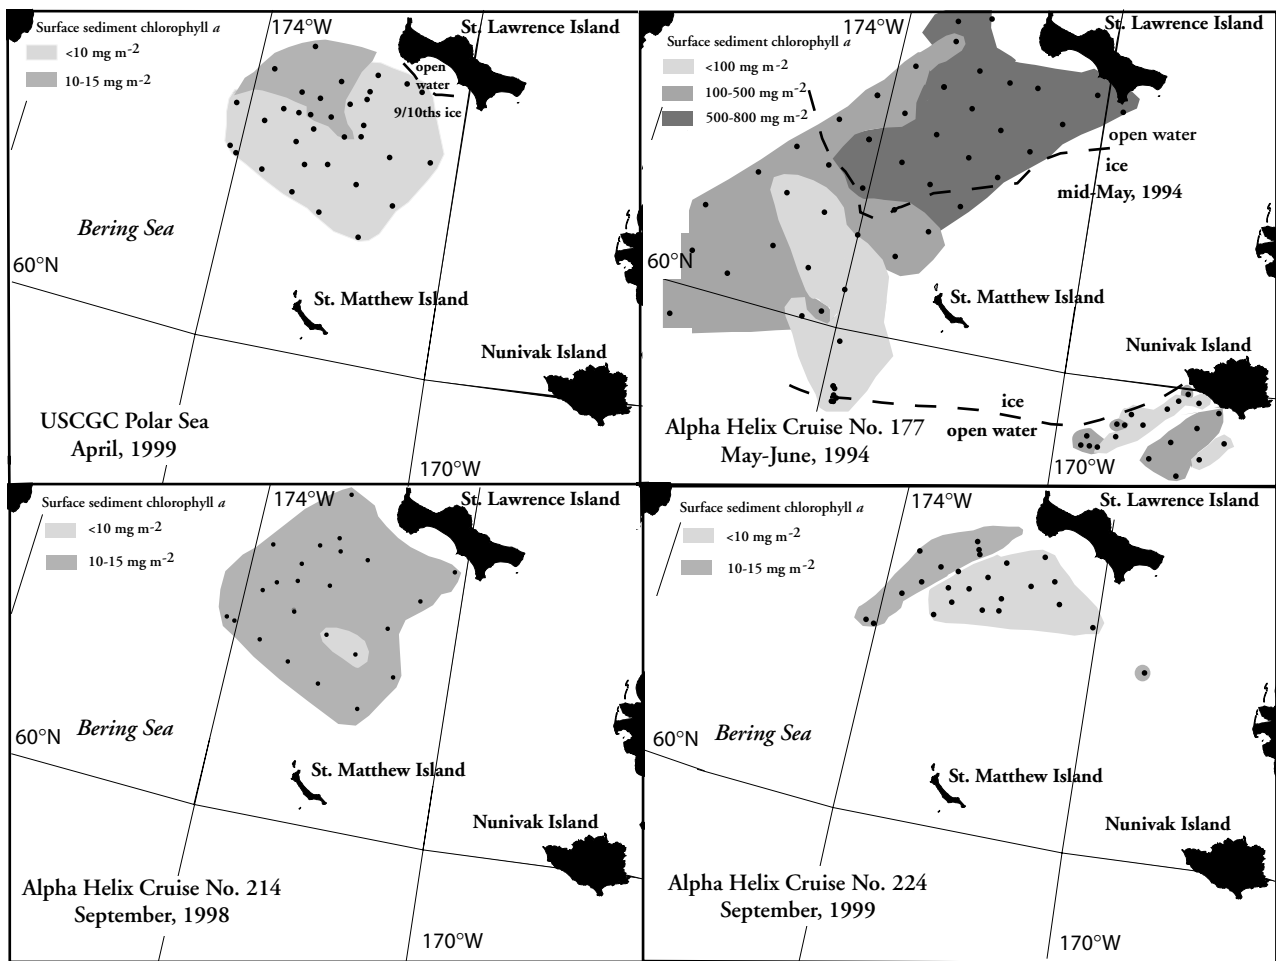 Surface sediment chlorophyll a
<10 mg m-2
10-15 mg m-2
174°W
St. Lawrence Island
open
water
9/10ths ice
Bering Sea
60°N
St. Matthew Island
Nunivak Island
USCGC Polar Sea
April, 1999
170°W
Surface sediment chlorophyll a
<100 mg m-2
100-500 mg m-2
500-800 mg m-2
174°W
St. Lawrence Island
open water
ice
mid-May, 1994
60°N
St. Matthew Island
Nunivak Island
ice
open water
Alpha Helix Cruise No. 177
May-June, 1994
170°W
Surface sediment chlorophyll a
<10 mg m-2
10-15 mg m-2
174°W
St. Lawrence Island
Bering Sea
60°N
St. Matthew Island
Nunivak Island
Alpha Helix Cruise No. 214
September, 1998
170°W
Surface sediment chlorophyll a
<10 mg m-2
10-15 mg m-2
174°W
St. Lawrence Island
60°N
Bering Sea
St. Matthew Island
Nunivak Island
Alpha Helix Cruise No. 224
September, 1999
170°W